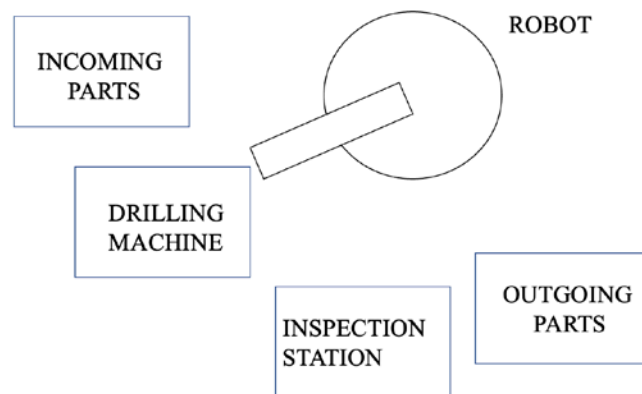 ROBOT
INCOMING
PARTS
DRILLING
MACHINE
OUTGOING
PARTS
INSPECTION
STATION